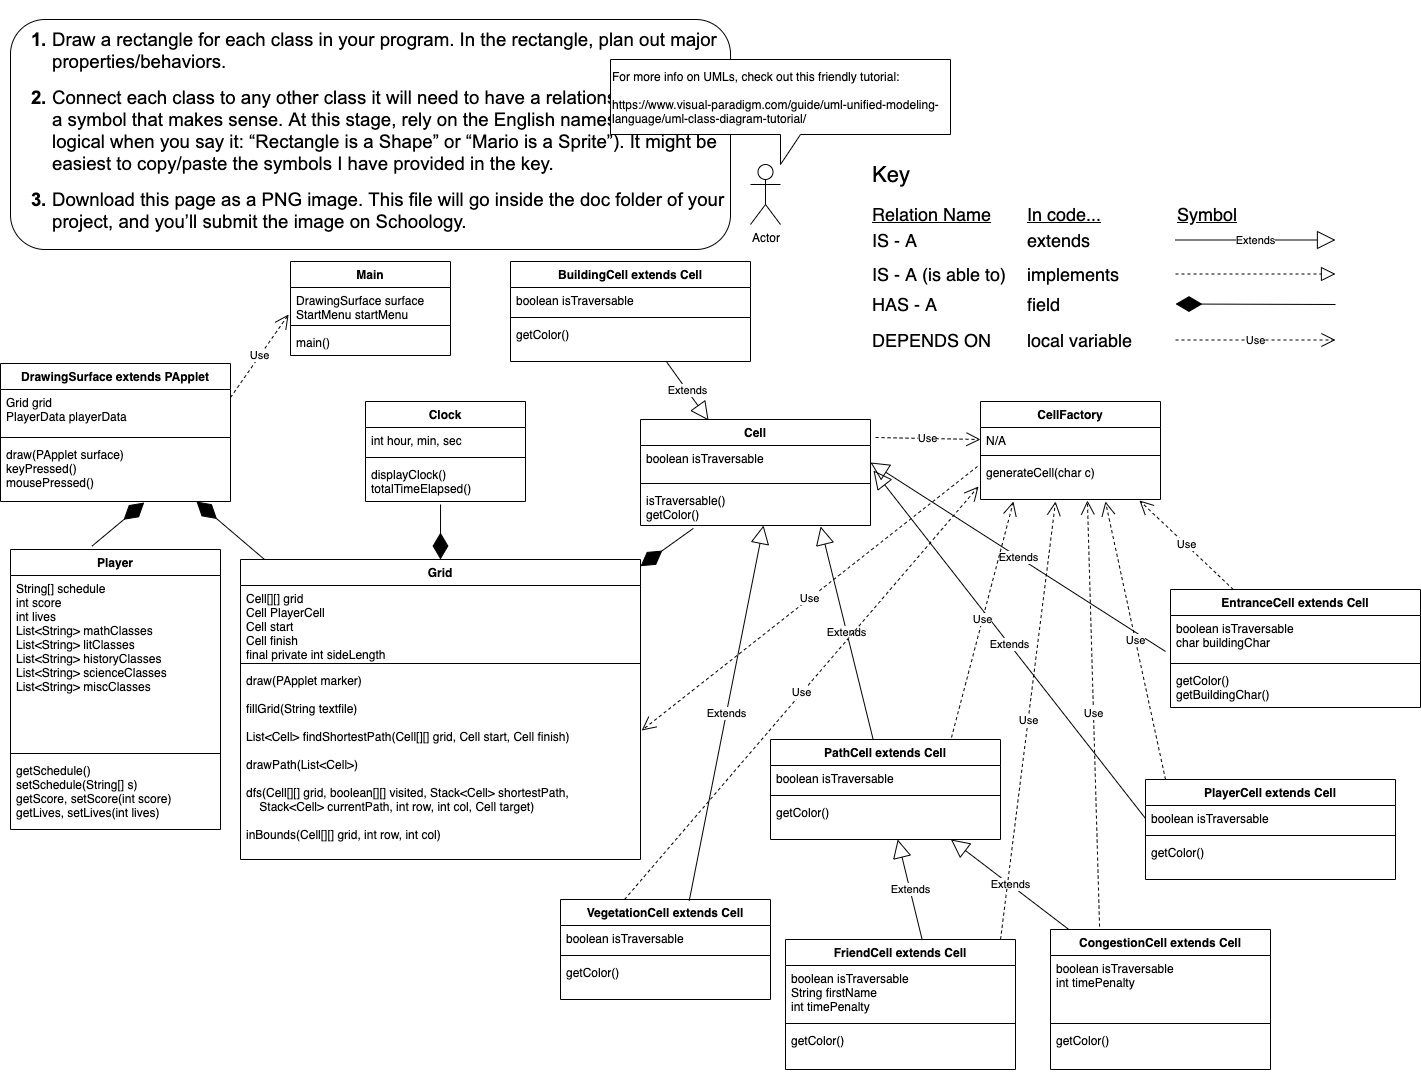 1. Draw a rectangle for each class in your program. In the rectangle, plan out major
properties/behaviors.
2. Connect each class to any other class it will need to have a relations
a symbol that makes sense. At this stage, rely on the English names
logical when you say it: “Rectangle is a Shape” or “Mario is a Sprite”). It might be
easiest to copy/paste the symbols I have provided in the key.
3. Download this page as a PNG image. This file will go inside the doc folder of your
project, and you’ll submit the image on Schoology.
For more info on UMLs, check out this friendly tutorial:
https://www.visual-paradigm.com/guide/uml-unified-modeling-
language/uml-class-diagram-tutorial/
Actor
Key
Relation Name In code... Symbol
IS - A extends Extends
IS - A (is able to) implements
HAS - A field
DEPENDS ON local variable Use
Main
DrawingSurface surface
StartMenu startMenu
main()
BuildingCell extends Cell
boolean isTraversable
getColor()
Use
Extends
DrawingSurface extends PApplet
Grid grid
PlayerData playerData
draw(PApplet surface)
keyPressed()
mousePressed()
Clock
int hour, min, sec
displayClock()
totalTimeElapsed()
Cell
boolean isTraversable
isTraversable()
getColor()
Use
CellFactory
N/A
generateCell(char c)
Player
String[] schedule
int score
int lives
List<String> mathClasses
List<String> litClasses
List<String> historyClasses
List<String> scienceClasses
List<String> miscClasses
getSchedule()
setSchedule(String[] s)
getScore, setScore(int score)
getLives, setLives(int lives)
Grid
Cell[][] grid
Cell PlayerCell
Cell start
Cell finish
final private int sideLength
draw(PApplet marker)
fillGrid(String textfile)
List<Cell> findShortestPath(Cell[][] grid, Cell start, Cell finish)
drawPath(List<Cell>)
dfs(Cell[][] grid, boolean[][] visited, Stack<Cell> shortestPath,
Stack<Cell> currentPath, int row, int col, Cell target)
inBounds(Cell[][] grid, int row, int col)
Use
Extends
Use
Extends
Use
Extends
Use
Extends
Use
Use
Use
EntranceCell extends Cell
boolean isTraversable
char buildingChar
getColor()
getBuildingChar()
PathCell extends Cell
boolean isTraversable
getColor()
PlayerCell extends Cell
boolean isTraversable
getColor()
Extends
Extends
VegetationCell extends Cell
boolean isTraversable
getColor()
FriendCell extends Cell
boolean isTraversable
String firstName
int timePenalty
getColor()
CongestionCell extends Cell
boolean isTraversable
int timePenalty
getColor()